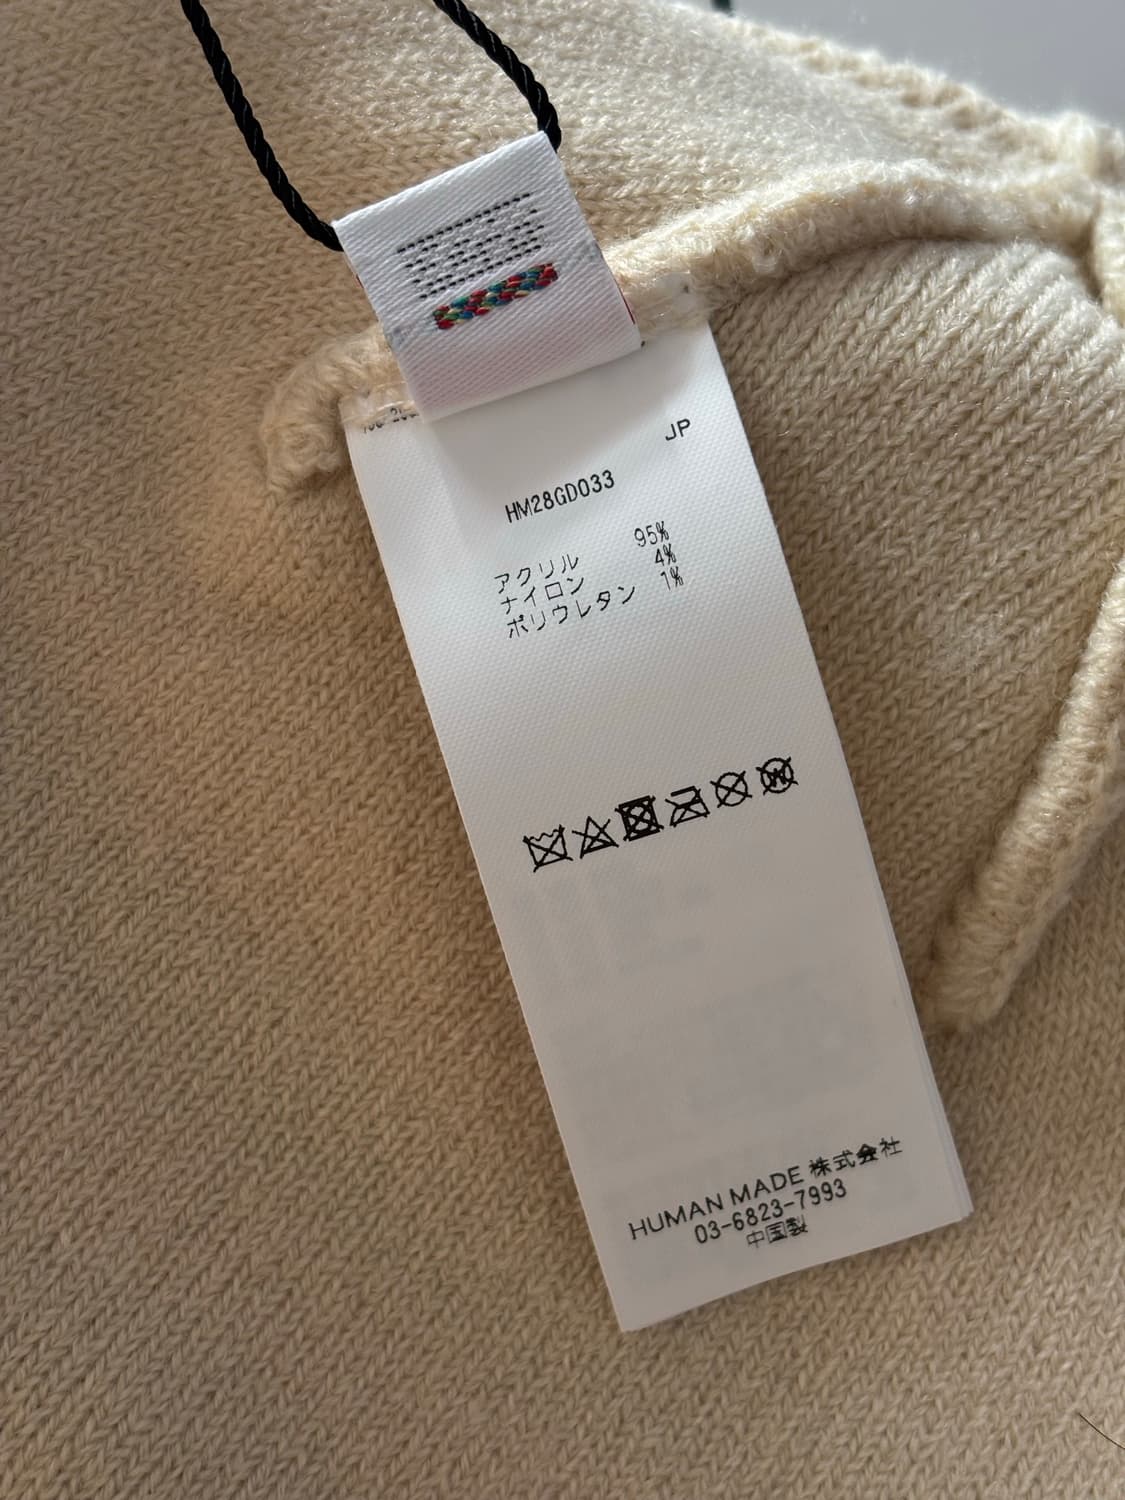 JP
HM28GD033
アクリル 95%
ナイロン 4%
ポリウレタン 1%
HUMAN MADE 株式会社
03-6823-7993
中国製